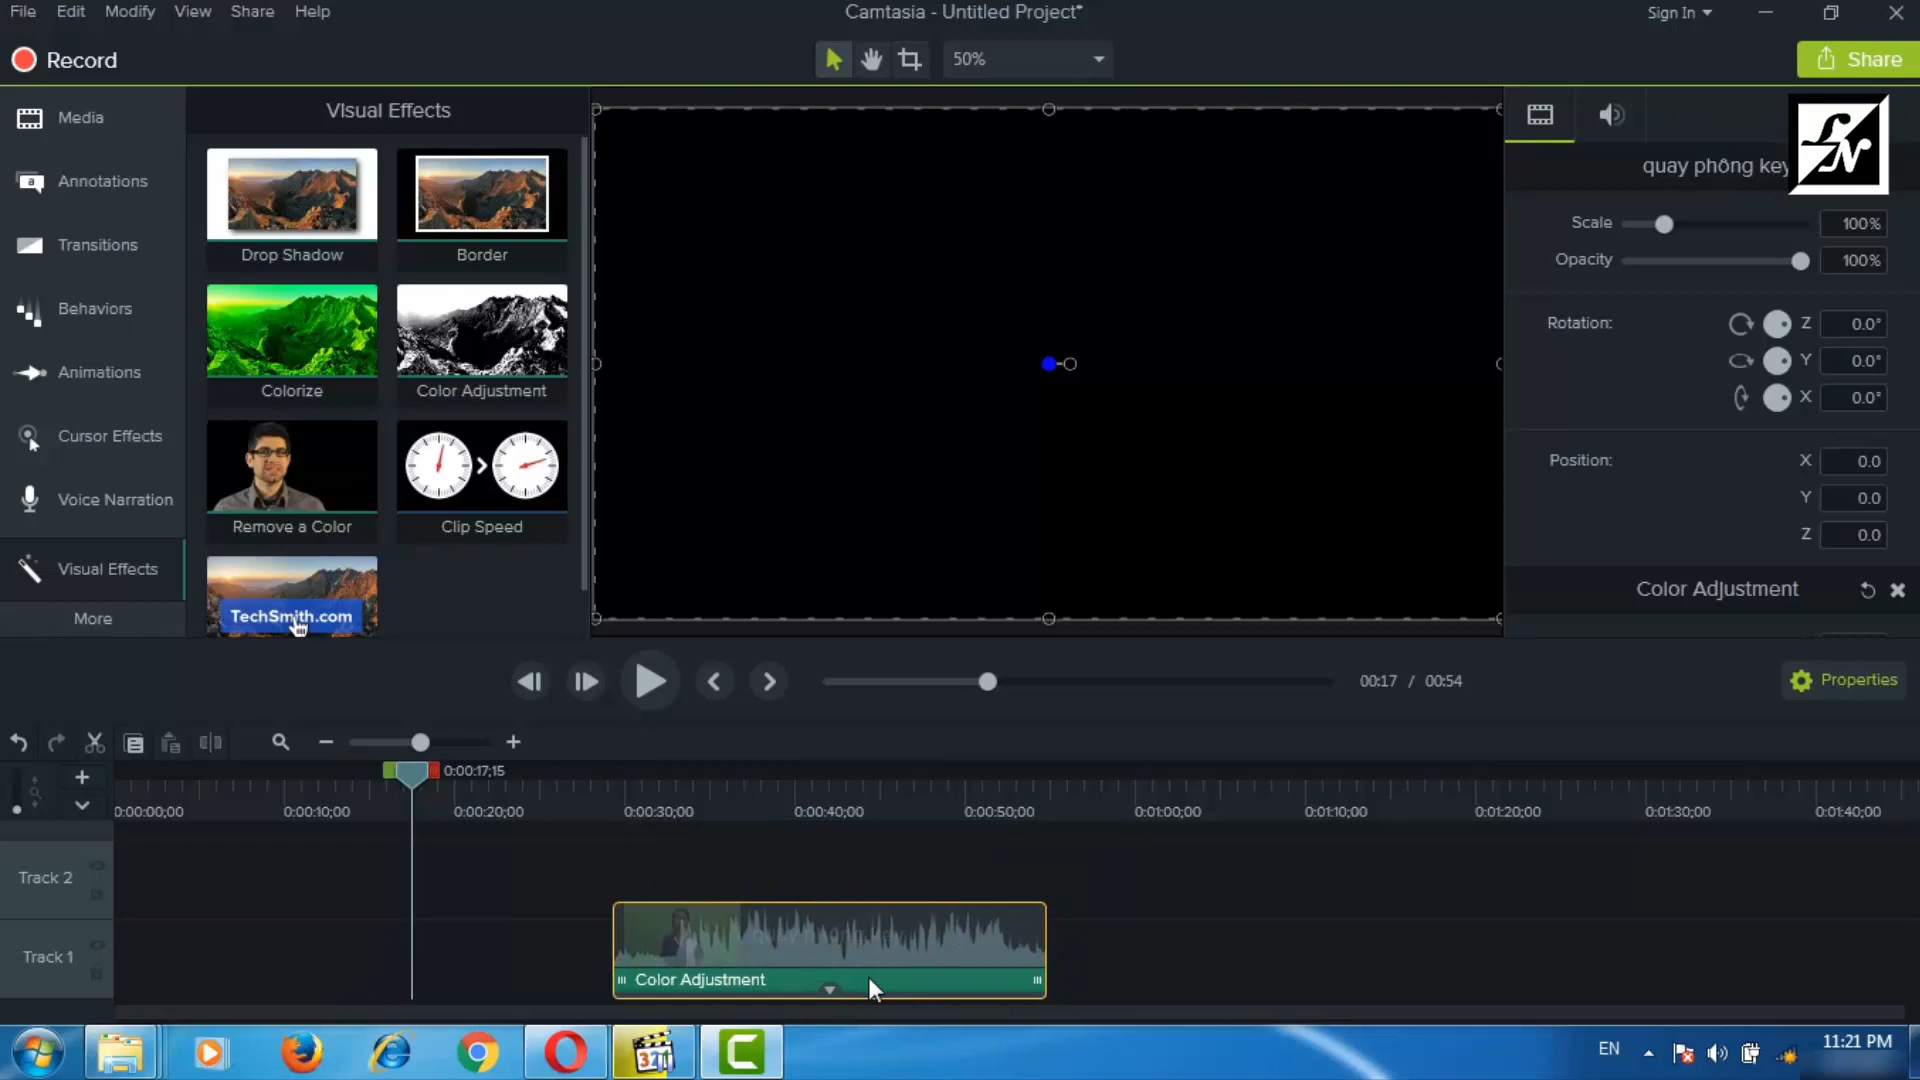 File Edit Modify View Share Help
Camtasia - Untitled Project*
Sign In
Record
50%
Share
Media
Annotations
Transitions
Behaviors
Animations
Cursor Effects
Voice Narration
Visual Effects
More
Visual Effects
Drop Shadow
Border
Colorize
Color Adjustment
Remove a Color
Clip Speed
TechSmith.com
quay phông key
LN
Scale 100%
Opacity 100%
Rotation: Z 0.0°
Y 0.0°
X 0.0°
Position: X 0.0
Y 0.0
Z 0.0
Color Adjustment
00:17 / 00:54
Properties
0:00:17;15
0:00:00;00 0:00:10;00 0:00:20;00 0:00:30;00 0:00:40;00 0:00:50;00 0:01:00;00 0:01:10;00 0:01:20;00 0:01:30;00 0:01:40;00
Track 2
Track 1
Color Adjustment
321
EN
11:21 PM